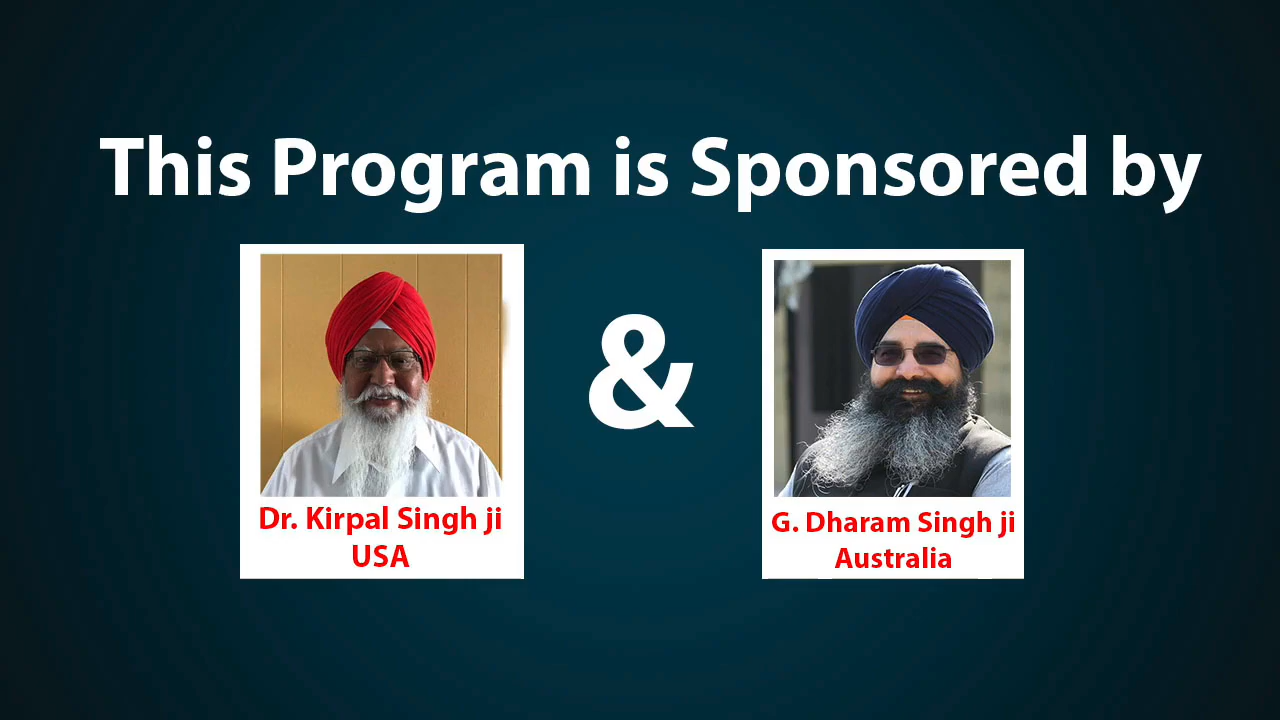 This Program is Sponsored by
&
Dr. Kirpal Singh ji
USA
G. Dharam Singh ji
Australia